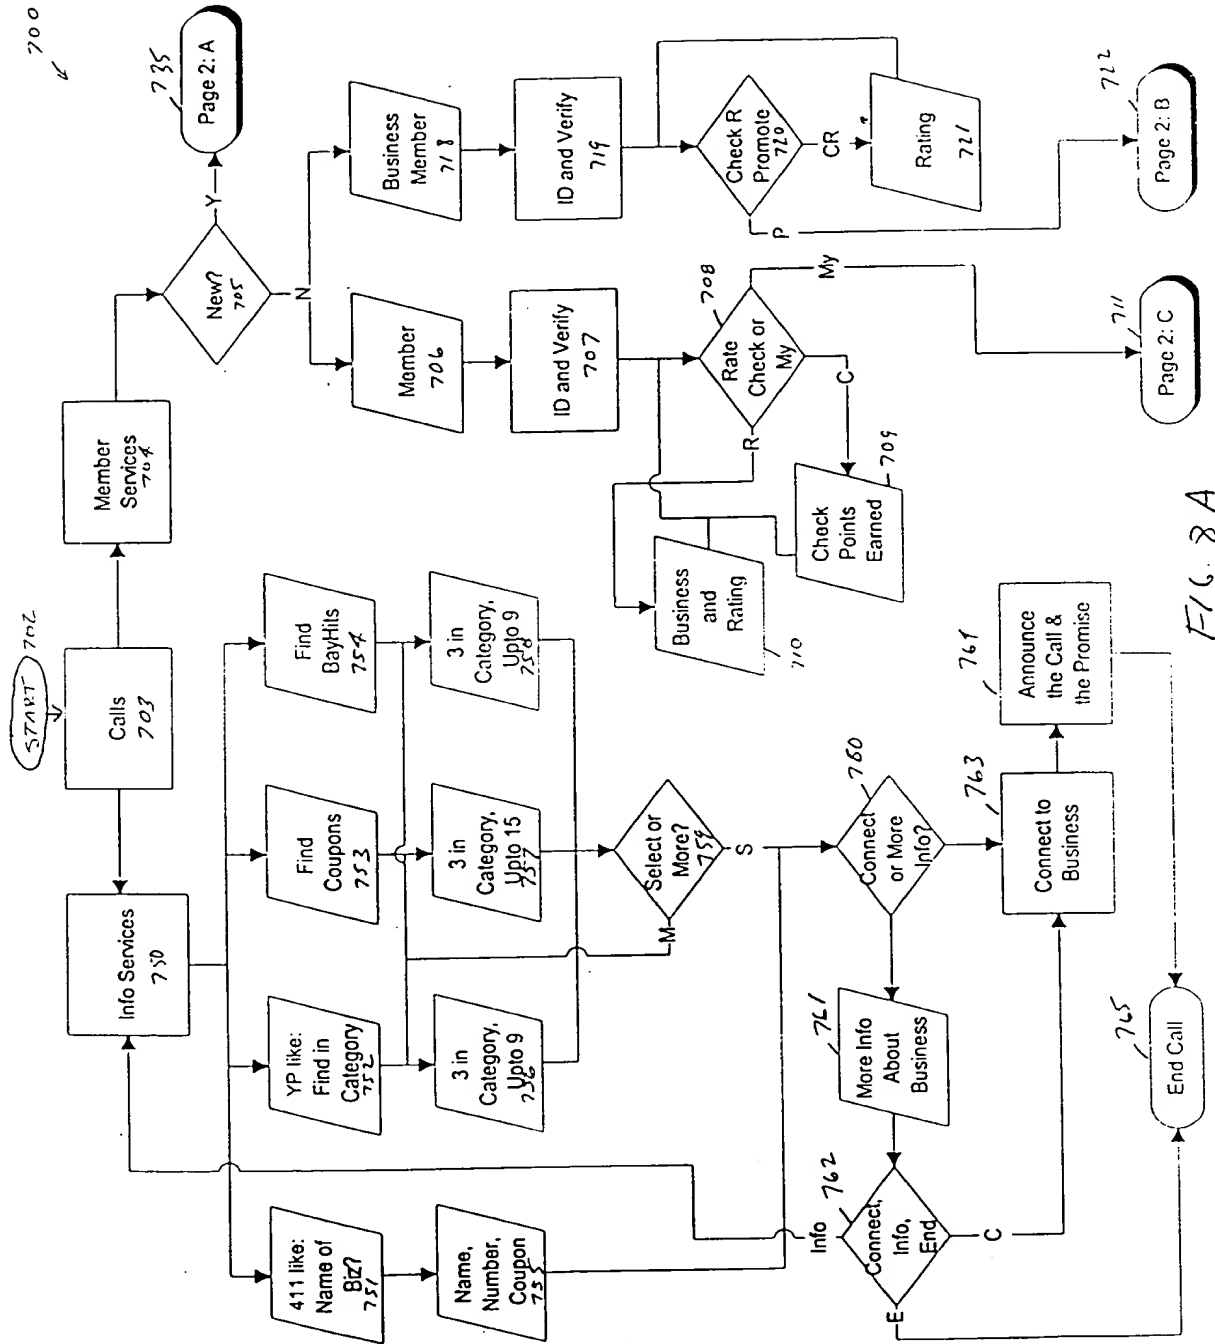 700
START 702
Calls
703
Info Services
750
Member
Services
704
New?
705
Y
Page 2: A
735
N
Member
706
ID and Verify
707
Rate
Check or
My
708
R
C
My
Business
and
Rating
710
Check
Points
Earned
709
Page 2: C
711
Business
Member
718
ID and Verify
719
Check R
Promote
720
CR
P
Rating
721
Page 2: B
722
411 like:
Name of
Biz?
751
YP like:
Find in
Category
752
Find
Coupons
753
Find
BayHits
754
Name,
Number,
Coupon
755
3 in
Category,
Upto 9
756
3 in
Category,
Upto 15
757
3 in
Category,
Upto 9
758
Select or
More?
759
M
S
Connect
or More
Info?
760
More Info
About
Business
761
Connect,
Info,
End
762
Info
E
C
Connect to
Business
763
Announce
the Call &
the Promise
764
End Call
765
FIG. 8A